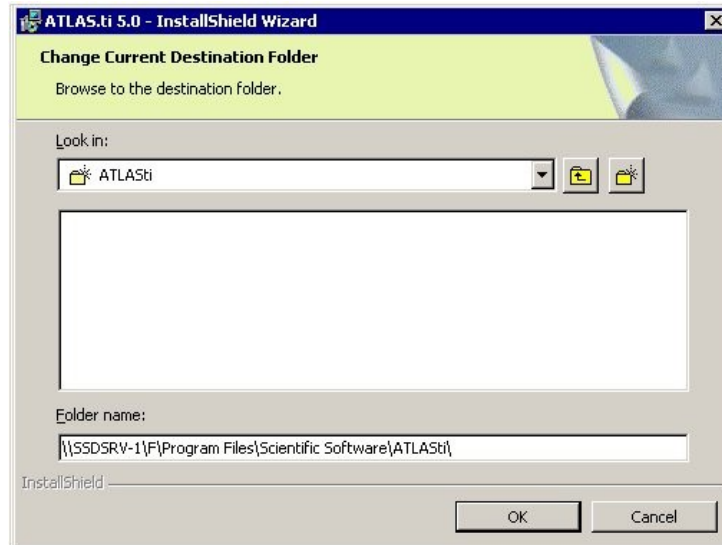 ATLAS.ti 5.0 - InstallShield Wizard
Change Current Destination Folder
Browse to the destination folder.
Look in:
ATLASti
Folder name:
\\SSDSRV-1\F\Program Files\Scientific Software\ATLASti\
InstallShield
OK Cancel